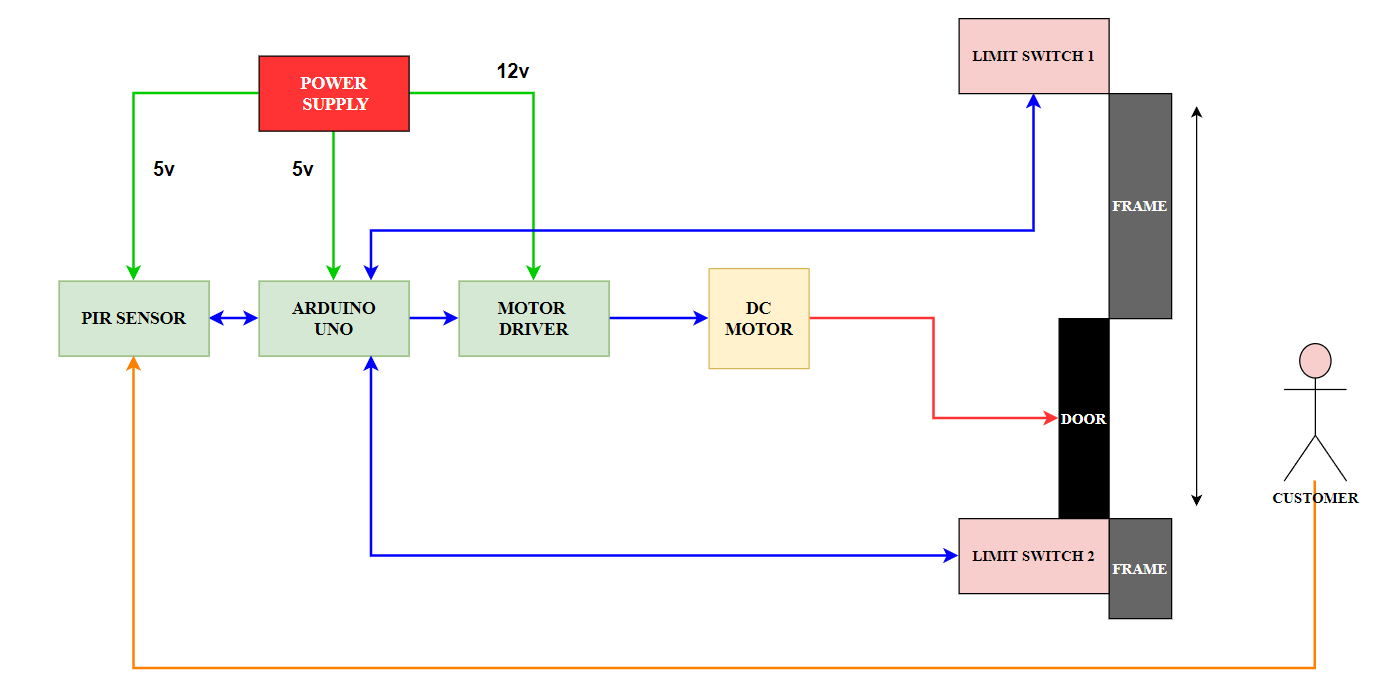 LIMIT SWITCH 1
12v
POWER
SUPPLY
5v
5v
FRAME
PIR SENSOR
ARDUINO
UNO
MOTOR
DRIVER
DC
MOTOR
DOOR
CUSTOMER
LIMIT SWITCH 2
FRAME